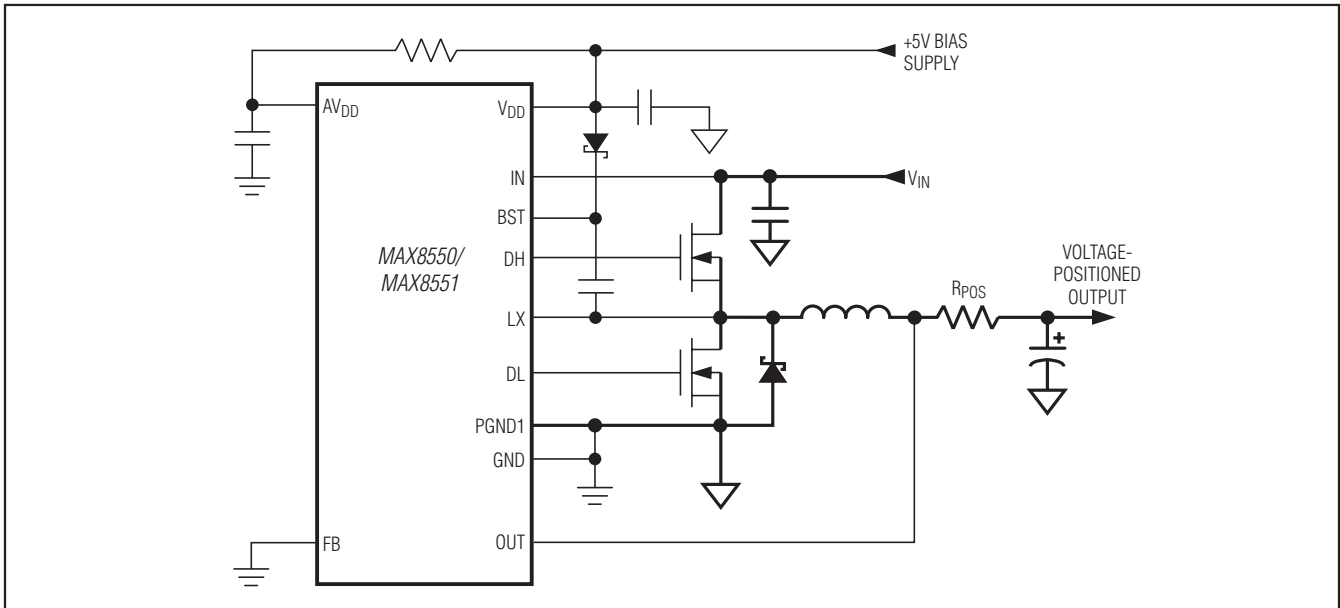 +5V BIAS
SUPPLY
AVDD
VDD
IN
VIN
BST
MAX8550/
MAX8551
DH
VOLTAGE-
POSITIONED
OUTPUT
RPOS
LX
+
DL
PGND1
GND
FB
OUT